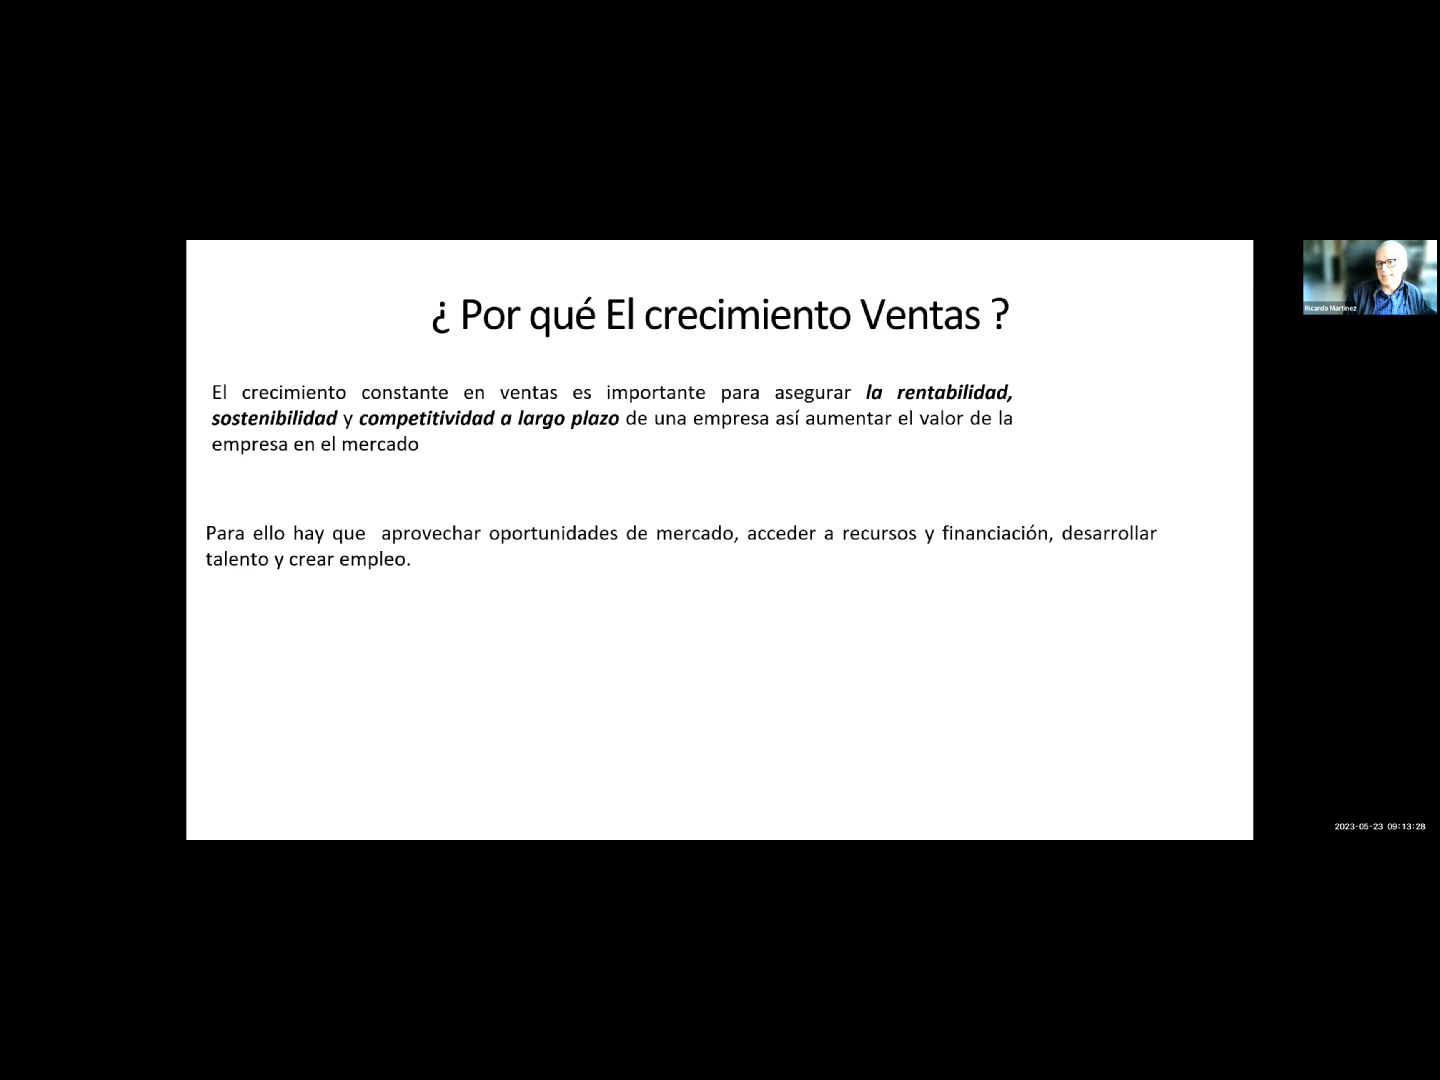 ¿ Por qué El crecimiento Ventas ?
El crecimiento constante en ventas es importante para asegurar la rentabilidad,
sostenibilidad y competitividad a largo plazo de una empresa así aumentar el valor de la
empresa en el mercado
Para ello hay que  aprovechar oportunidades de mercado, acceder a recursos y financiación, desarrollar
talento y crear empleo.
Ricardo Martinez
2023-05-23 09:13:28